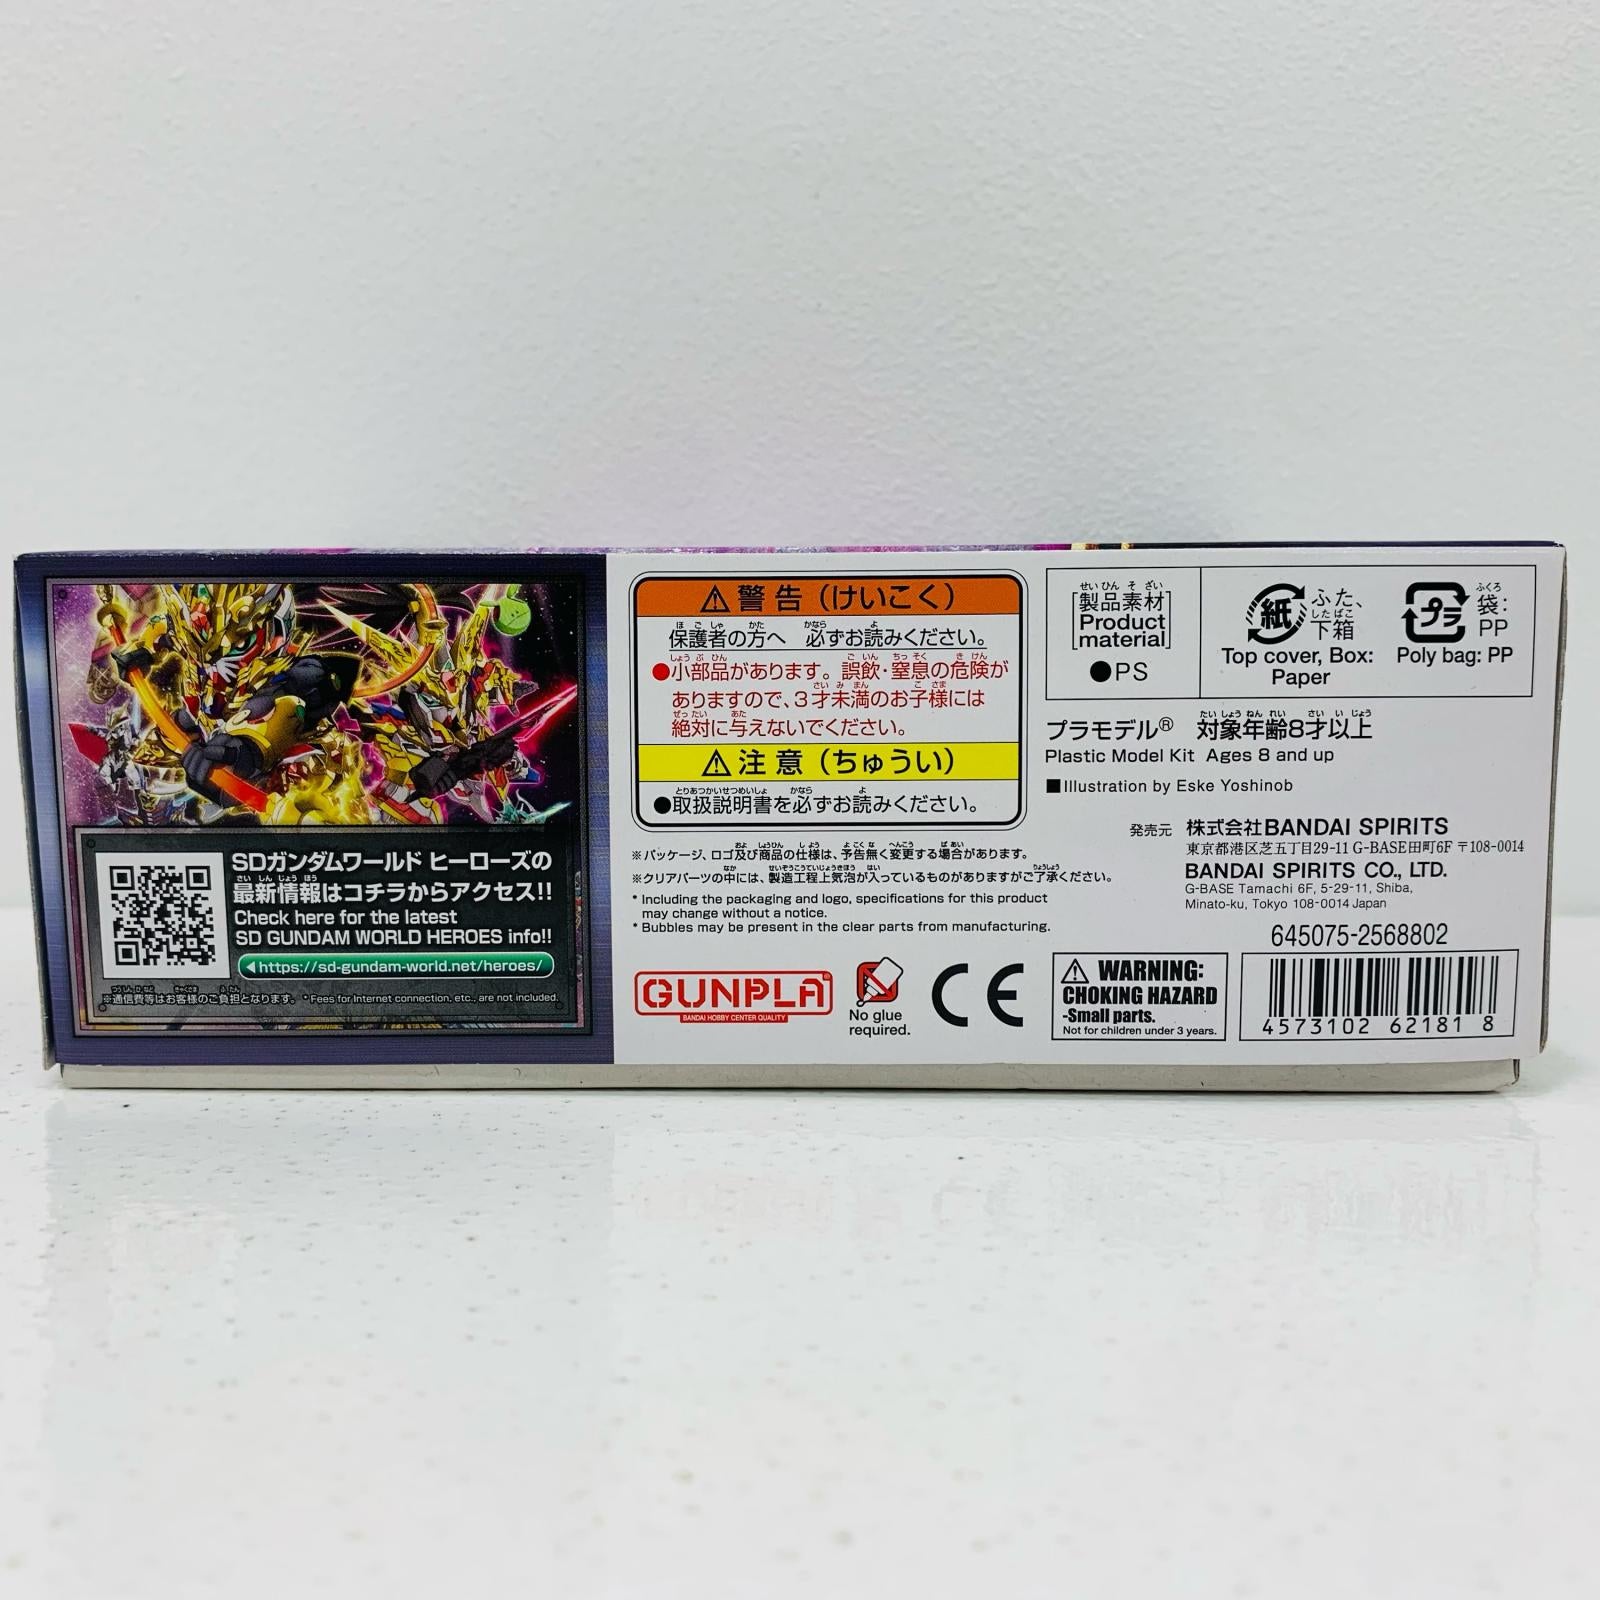 SDガンダムワールド ヒーローズの
最新情報はコチラからアクセス!!
Check here for the latest
SD GUNDAM WORLD HEROES info!!
◀https://sd-gundam-world.net/heroes/
※通信費等はお客様のご負担となります。 * Fees for Internet connection, etc., are not included.
⚠警告（けいこく）
保護者の方へ 必ずお読みください。
●小部品があります。誤飲・窒息の危険が
ありますので、3才未満のお子様には
絶対に与えないでください。
⚠注意（ちゅうい）
●取扱説明書を必ずお読みください。
※パッケージ、ロゴ及び商品の仕様は、予告無く変更する場合があります。
※クリアパーツの中には、製造工程上気泡が入っているものがありますがご了承ください。
* Including the packaging and logo, specifications for this product
may change without a notice.
* Bubbles may be present in the clear parts from manufacturing.
GUNPLA®
BANDAI HOBBY CENTER QUALITY
No glue
required.
CE
[製品素材]
[Product
material]
●PS
紙
ふた、
下箱
Top cover, Box:
Paper
プラ
袋:
PP
Poly bag: PP
プラモデル® 対象年齢8才以上
Plastic Model Kit Ages 8 and up
■Illustration by Eske Yoshinob
発売元 株式会社BANDAI SPIRITS
東京都港区芝五丁目29-11 G-BASE田町6F 〒108-0014
BANDAI SPIRITS CO., LTD.
G-BASE Tamachi 6F, 5-29-11, Shiba,
Minato-ku, Tokyo 108-0014 Japan
645075-2568802
⚠WARNING:
CHOKING HAZARD
-Small parts.
Not for children under 3 years.
4573102 62181 8